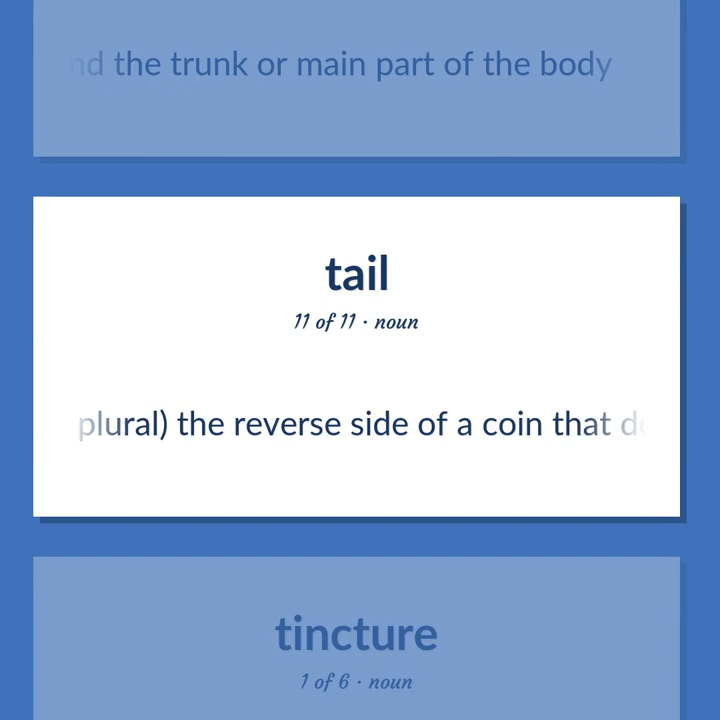 the trunk or main part of the body
tail
11 of 11 · noun
plural) the reverse side of a coin that
tincture
1 of 6 · noun